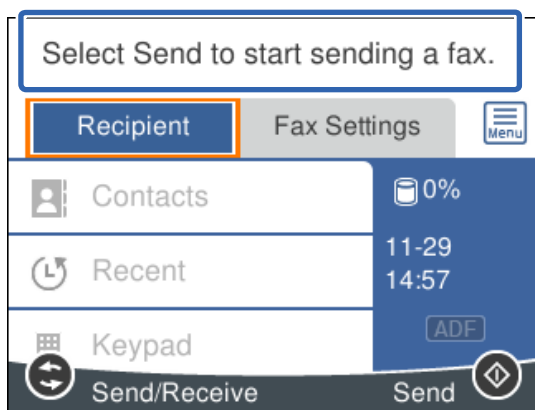 Select Send to start sending a fax.
Recipient
Fax Settings
Menu
Contacts
0%
Recent
11-29
14:57
Keypad
ADF
Send/Receive
Send